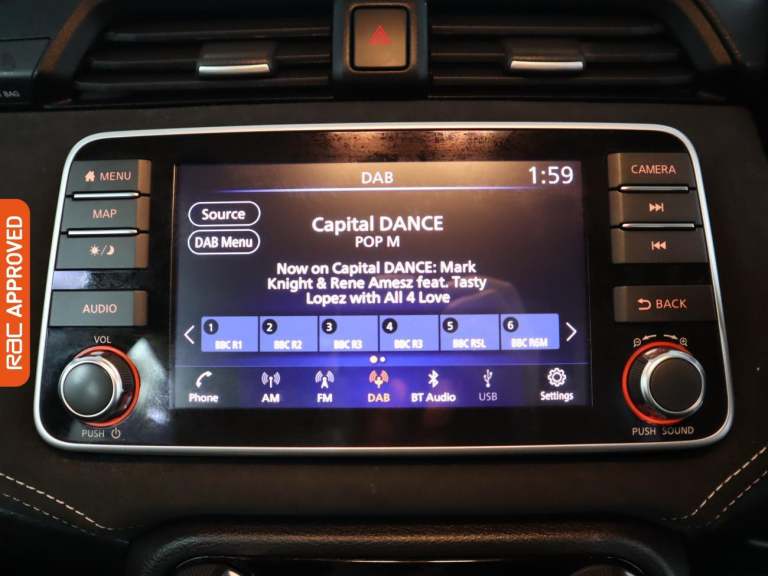 BAG
MENU
MAP
AUDIO
VOL
PUSH
RAC APPROVED
DAB
1:59
Source
DAB Menu
Capital DANCE
POP M
Now on Capital DANCE: Mark
Knight & Rene Amesz feat. Tasty
Lopez with All 4 Love
1 2 3 4 5 6
BBC R1 BBC R2 BBC R3 BBC R3 BBC R5L BBC R6M
Phone AM FM DAB BT Audio USB Settings
CAMERA
BACK
PUSH SOUND